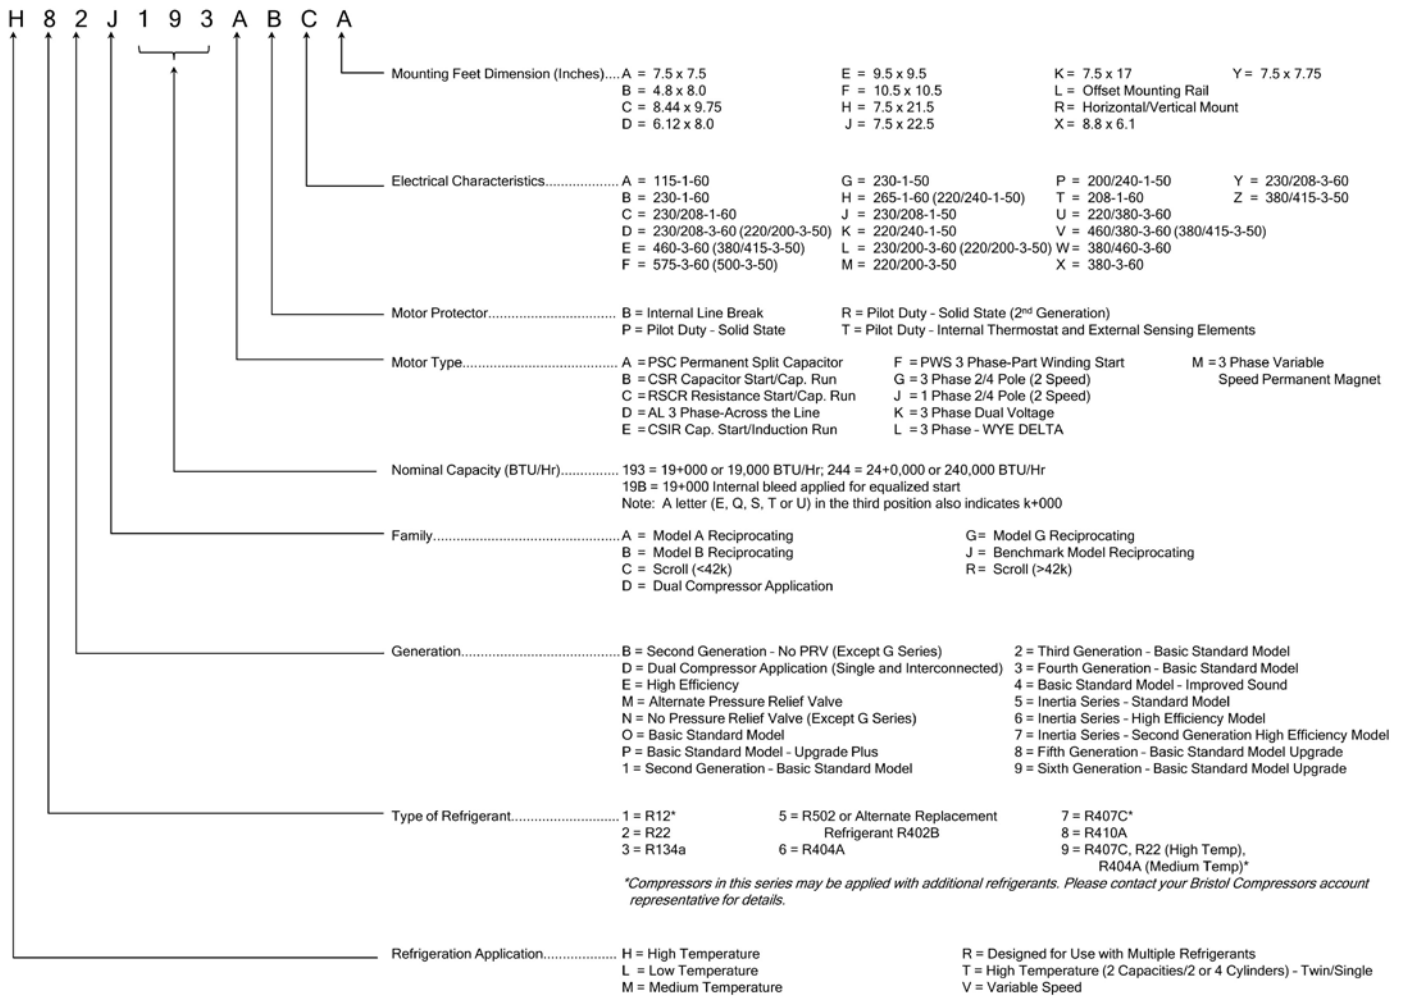 H 8 2 J 1 9 3 A B C A
Mounting Feet Dimension (Inches)....A = 7.5 x 7.5 E = 9.5 x 9.5 K = 7.5 x 17 Y = 7.5 x 7.75
B = 4.8 x 8.0 F = 10.5 x 10.5 L = Offset Mounting Rail
C = 8.44 x 9.75 H = 7.5 x 21.5 R = Horizontal/Vertical Mount
D = 6.12 x 8.0 J = 7.5 x 22.5 X = 8.8 x 6.1
Electrical Characteristics.................. A = 115-1-60 G = 230-1-50 P = 200/240-1-50 Y = 230/208-3-60
B = 230-1-60 H = 265-1-60 (220/240-1-50) T = 208-1-60 Z = 380/415-3-50
C = 230/208-1-60 J = 230/208-1-50 U = 220/380-3-60
D = 230/208-3-60 (220/200-3-50) K = 220/240-1-50 V = 460/380-3-60 (380/415-3-50)
E = 460-3-60 (380/415-3-50) L = 230/200-3-60 (220/200-3-50) W = 380/460-3-60
F = 575-3-60 (500-3-50) M = 220/200-3-50 X = 380-3-60
Motor Protector............................... B = Internal Line Break R = Pilot Duty - Solid State (2nd Generation)
P = Pilot Duty - Solid State T = Pilot Duty - Internal Thermostat and External Sensing Elements
Motor Type...................................... A = PSC Permanent Split Capacitor F = PWS 3 Phase-Part Winding Start M = 3 Phase Variable
B = CSR Capacitor Start/Cap. Run G = 3 Phase 2/4 Pole (2 Speed) Speed Permanent Magnet
C = RSCR Resistance Start/Cap. Run J = 1 Phase 2/4 Pole (2 Speed)
D = AL 3 Phase-Across the Line K = 3 Phase Dual Voltage
E = CSIR Cap. Start/Induction Run L = 3 Phase - WYE DELTA
Nominal Capacity (BTU/Hr).............. 193 = 19+000 or 19,000 BTU/Hr; 244 = 24+0,000 or 240,000 BTU/Hr
19B = 19+000 Internal bleed applied for equalized start
Note: A letter (E, Q, S, T or U) in the third position also indicates k+000
Family..............................................A = Model A Reciprocating G = Model G Reciprocating
B = Model B Reciprocating J = Benchmark Model Reciprocating
C = Scroll (<42k) R = Scroll (>42k)
D = Dual Compressor Application
Generation.......................................B = Second Generation - No PRV (Except G Series) 2 = Third Generation - Basic Standard Model
D = Dual Compressor Application (Single and Interconnected) 3 = Fourth Generation - Basic Standard Model
E = High Efficiency 4 = Basic Standard Model - Improved Sound
M = Alternate Pressure Relief Valve 5 = Inertia Series - Standard Model
N = No Pressure Relief Valve (Except G Series) 6 = Inertia Series - High Efficiency Model
O = Basic Standard Model 7 = Inertia Series - Second Generation High Efficiency Model
P = Basic Standard Model - Upgrade Plus 8 = Fifth Generation - Basic Standard Model Upgrade
1 = Second Generation - Basic Standard Model 9 = Sixth Generation - Basic Standard Model Upgrade
Type of Refrigerant.......................... 1 = R12* 5 = R502 or Alternate Replacement 7 = R407C*
2 = R22 Refrigerant R402B 8 = R410A
3 = R134a 6 = R404A 9 = R407C, R22 (High Temp),
R404A (Medium Temp)*
*Compressors in this series may be applied with additional refrigerants. Please contact your Bristol Compressors account
representative for details.
Refrigeration Application.................. H = High Temperature R = Designed for Use with Multiple Refrigerants
L = Low Temperature T = High Temperature (2 Capacities/2 or 4 Cylinders) - Twin/Single
M = Medium Temperature V = Variable Speed